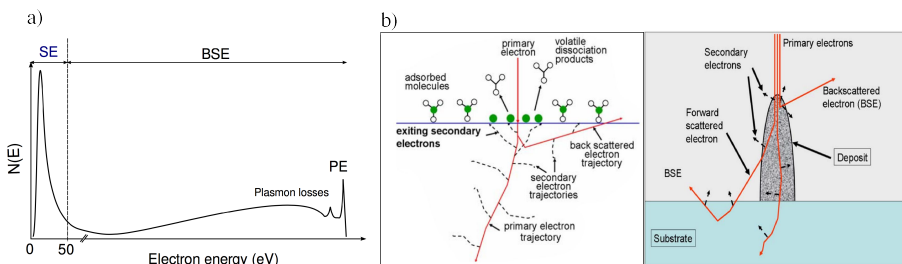 a)
SE
BSE
N(E)
PE
Plasmon losses
0
50
Electron energy (eV)
b)
primary
electron
volatile
dissociation
products
adsorbed
molecules
exiting secondary
electrons
back scattered
electron
trajectory
secondary
electron
trajectories
primary electron
trajectory
Primary electrons
Secondary
electrons
Backscattered
electron (BSE)
Forward
scattered
electron
Deposit
BSE
Substrate